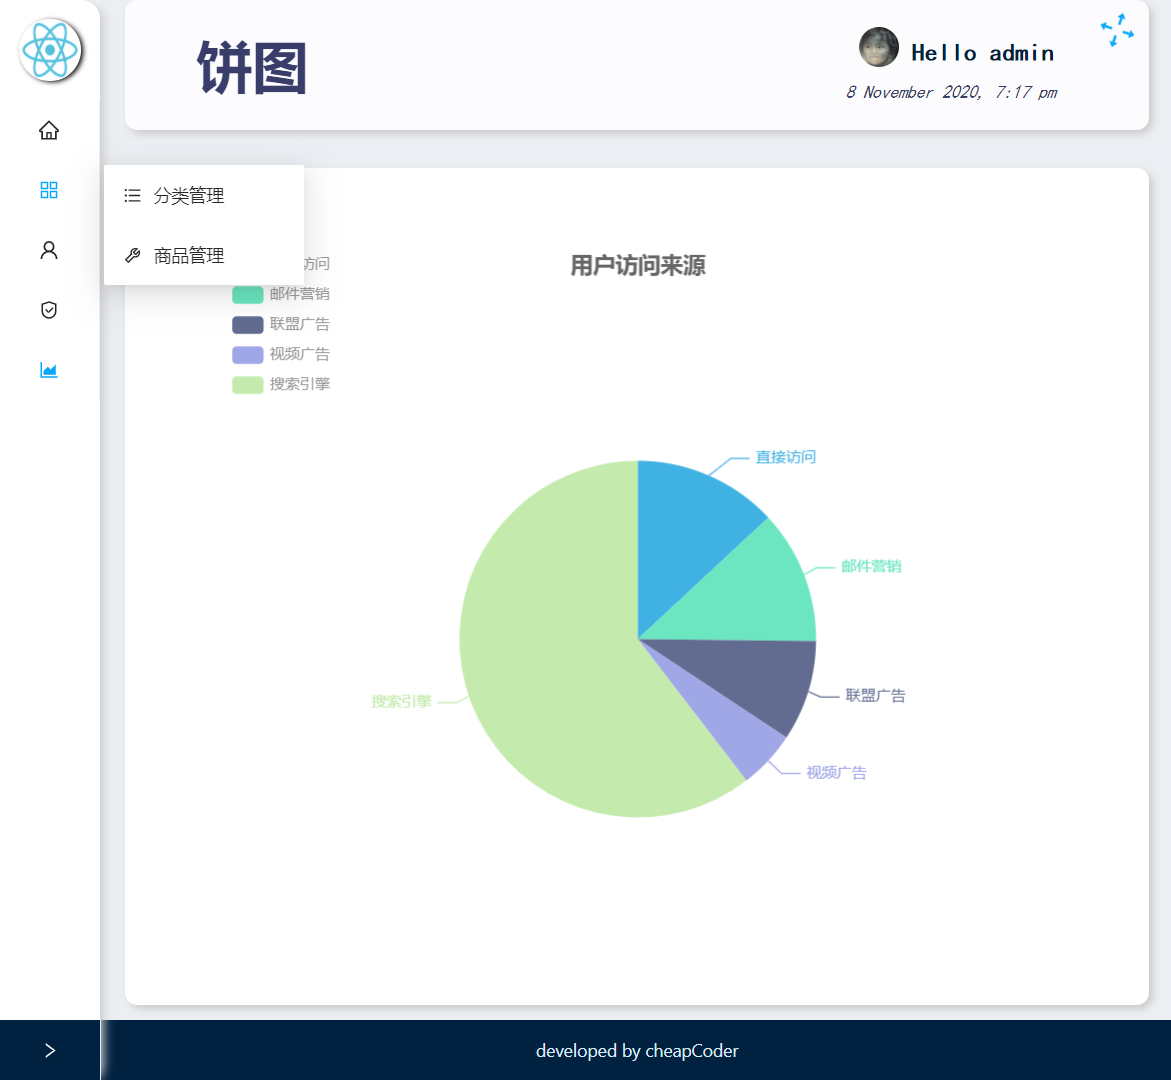 饼图
Hello admin
8 November 2020, 7:17 pm
分类管理
商品管理
访问
邮件营销
联盟广告
视频广告
搜索引擎
用户访问来源
直接访问
邮件营销
联盟广告
视频广告
搜索引擎
developed by cheapCoder